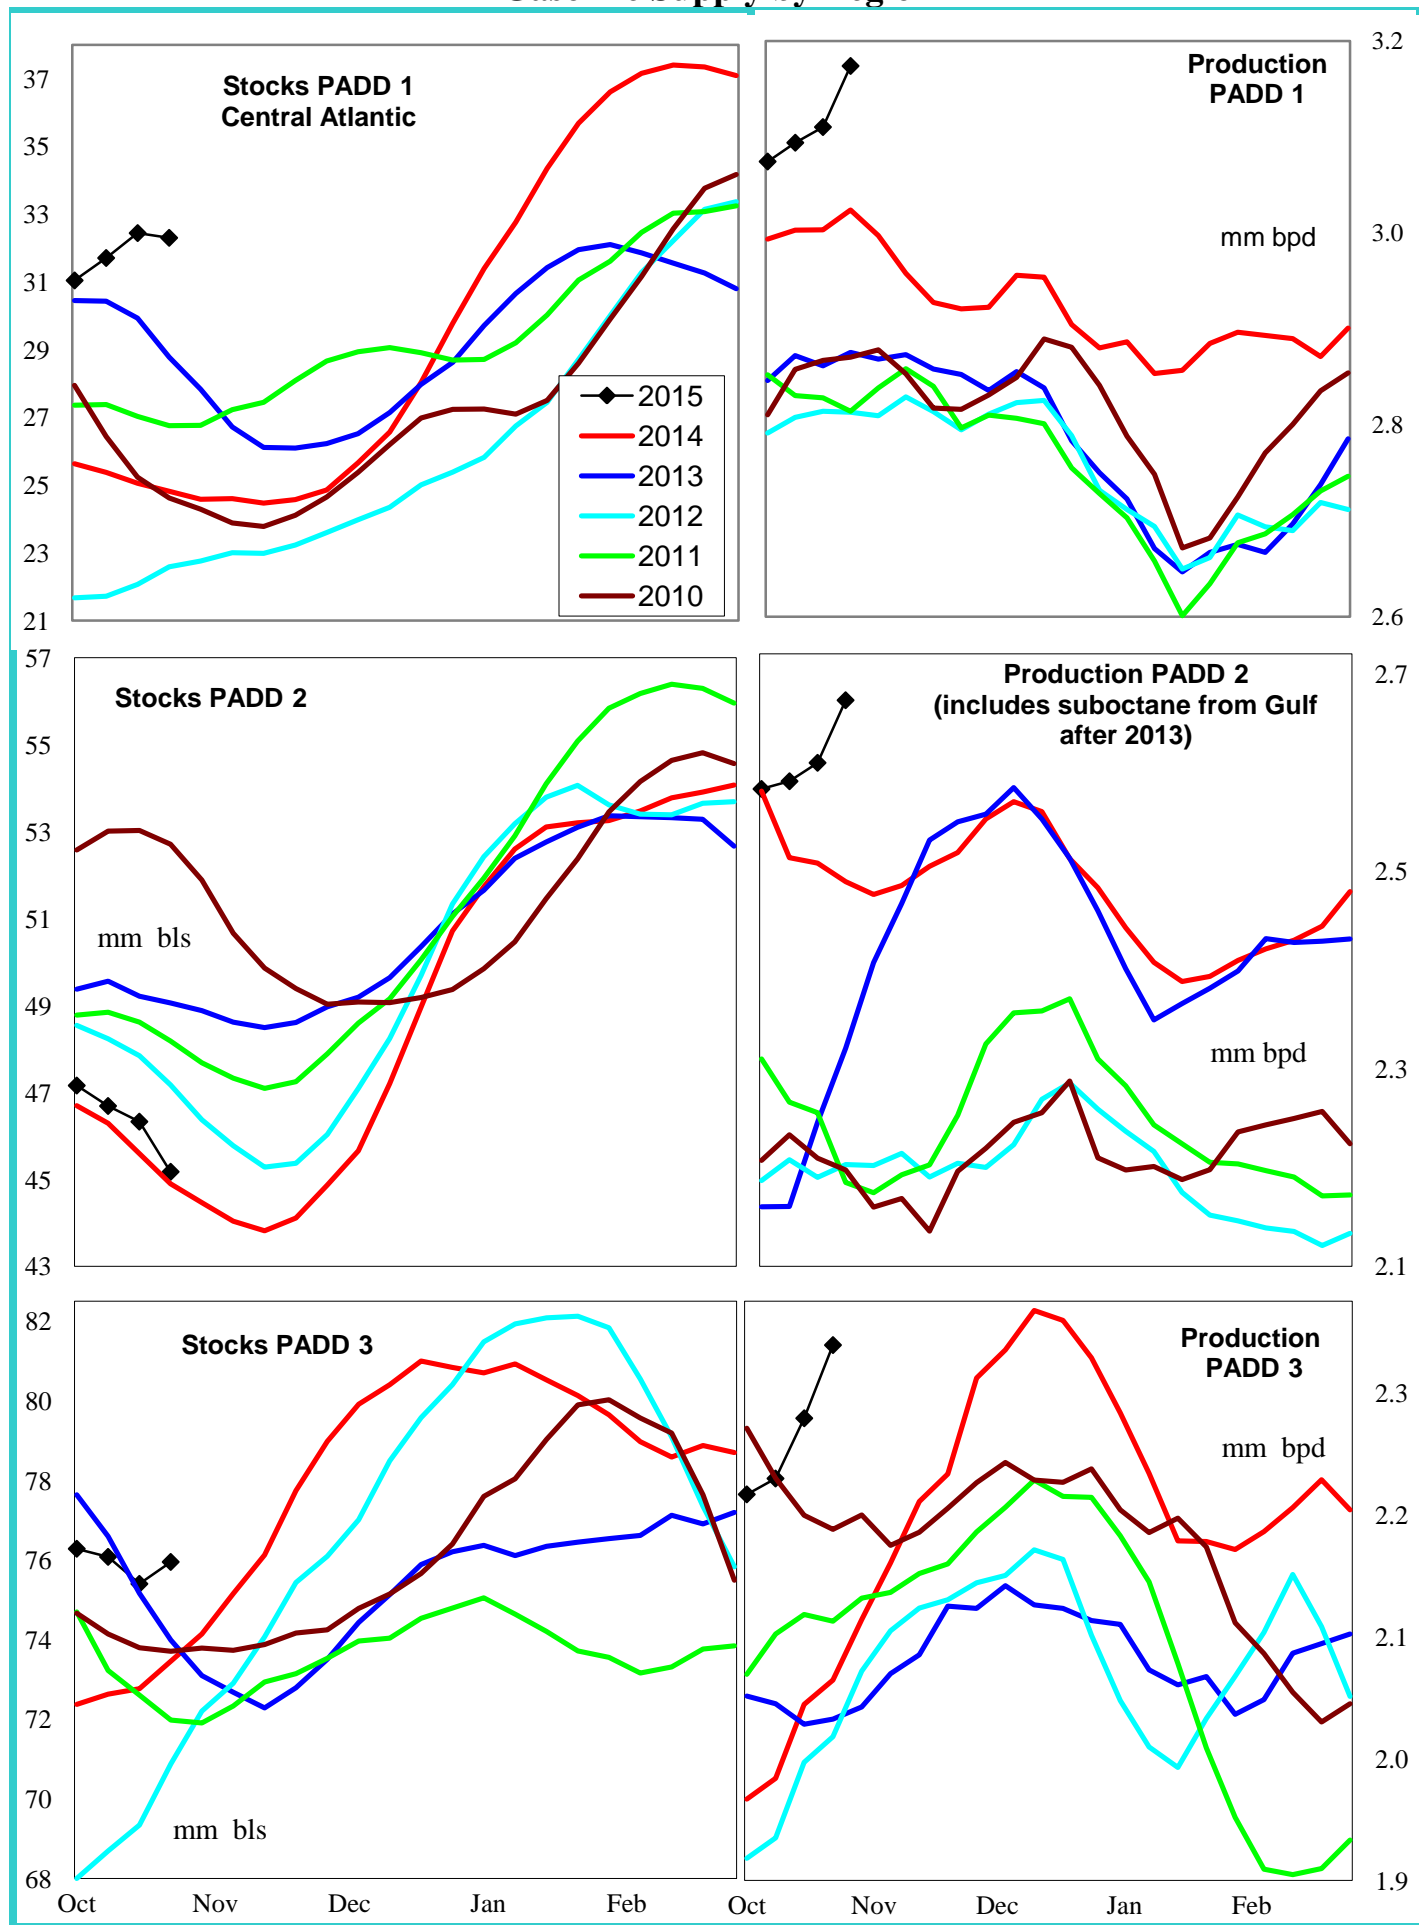 Stocks PADD 1
Central Atlantic
37
35
33
31
29
27
25
23
21
2015
2014
2013
2012
2011
2010
Production
PADD 1
mm bpd
3.2
3.0
2.8
2.6
Stocks PADD 2
mm bls
57
55
53
51
49
47
45
43
Production PADD 2
(includes suboctane from Gulf
after 2013)
mm bpd
2.7
2.5
2.3
2.1
Stocks PADD 3
mm bls
82
80
78
76
74
72
70
68
Oct Nov Dec Jan Feb
Production
PADD 3
mm bpd
2.3
2.2
2.1
2.0
1.9
Oct Nov Dec Jan Feb